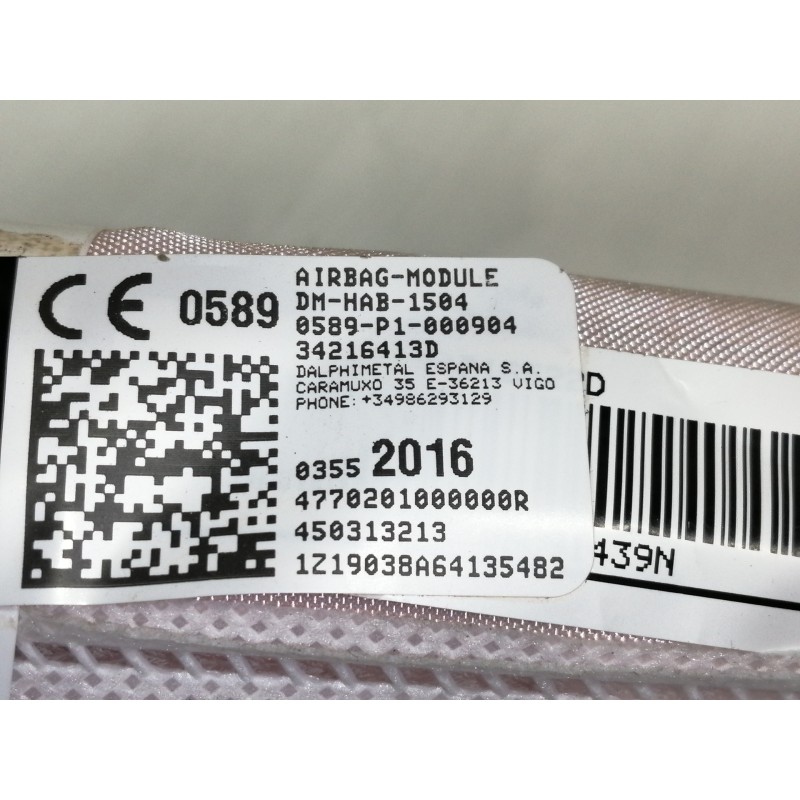 CE 0589
AIRBAG-MODULE
DM-HAB-1504
0589-P1-000904
34216413D
DALPHIMETAL ESPANA S.A.
CARAMUXO 35 E-36213 VIGO
PHONE: +34986293129
0355 2016
4770201000000R
450313213
1Z19038A64135482
439N